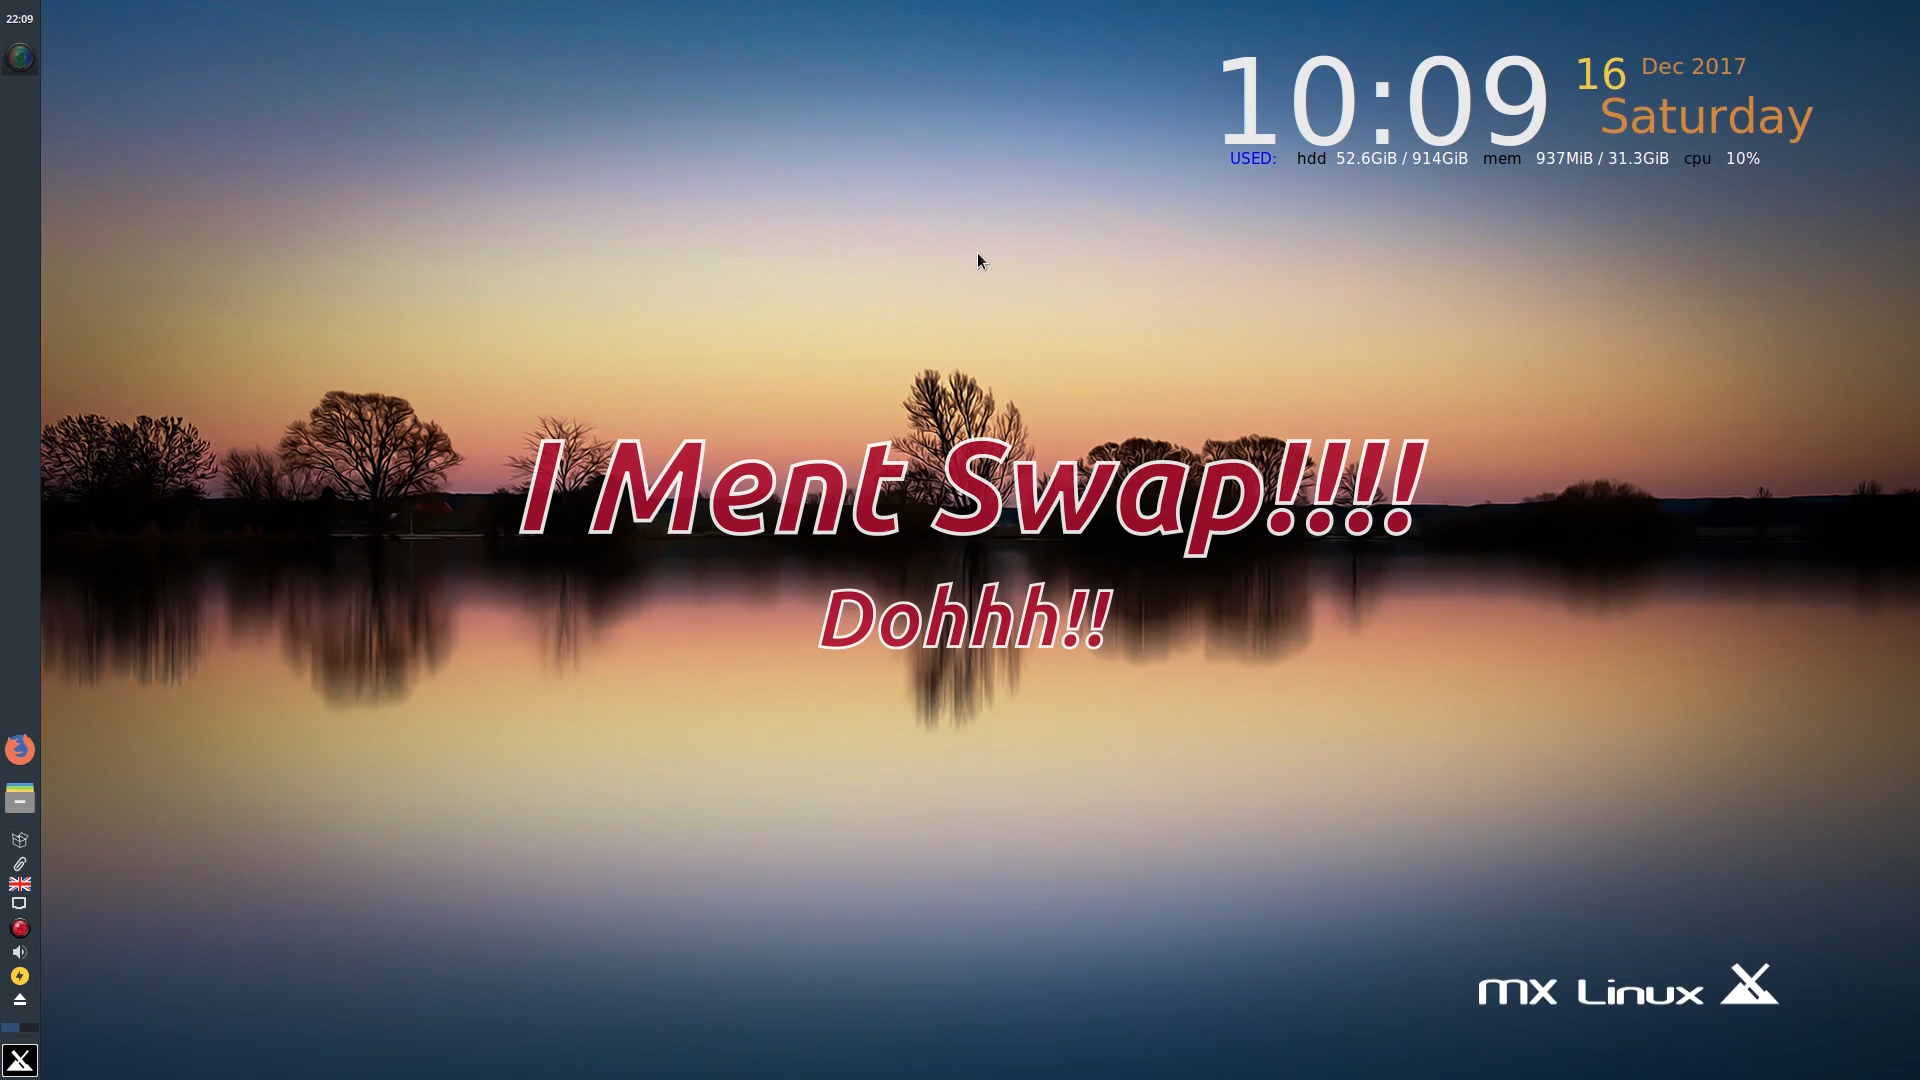 22:09
10:09 16 Dec 2017
Saturday
USED: hdd 52.6GiB / 914GiB mem 937MiB / 31.3GiB cpu 10%
I Ment Swap!!!!
Dohhh!!
mx Linux